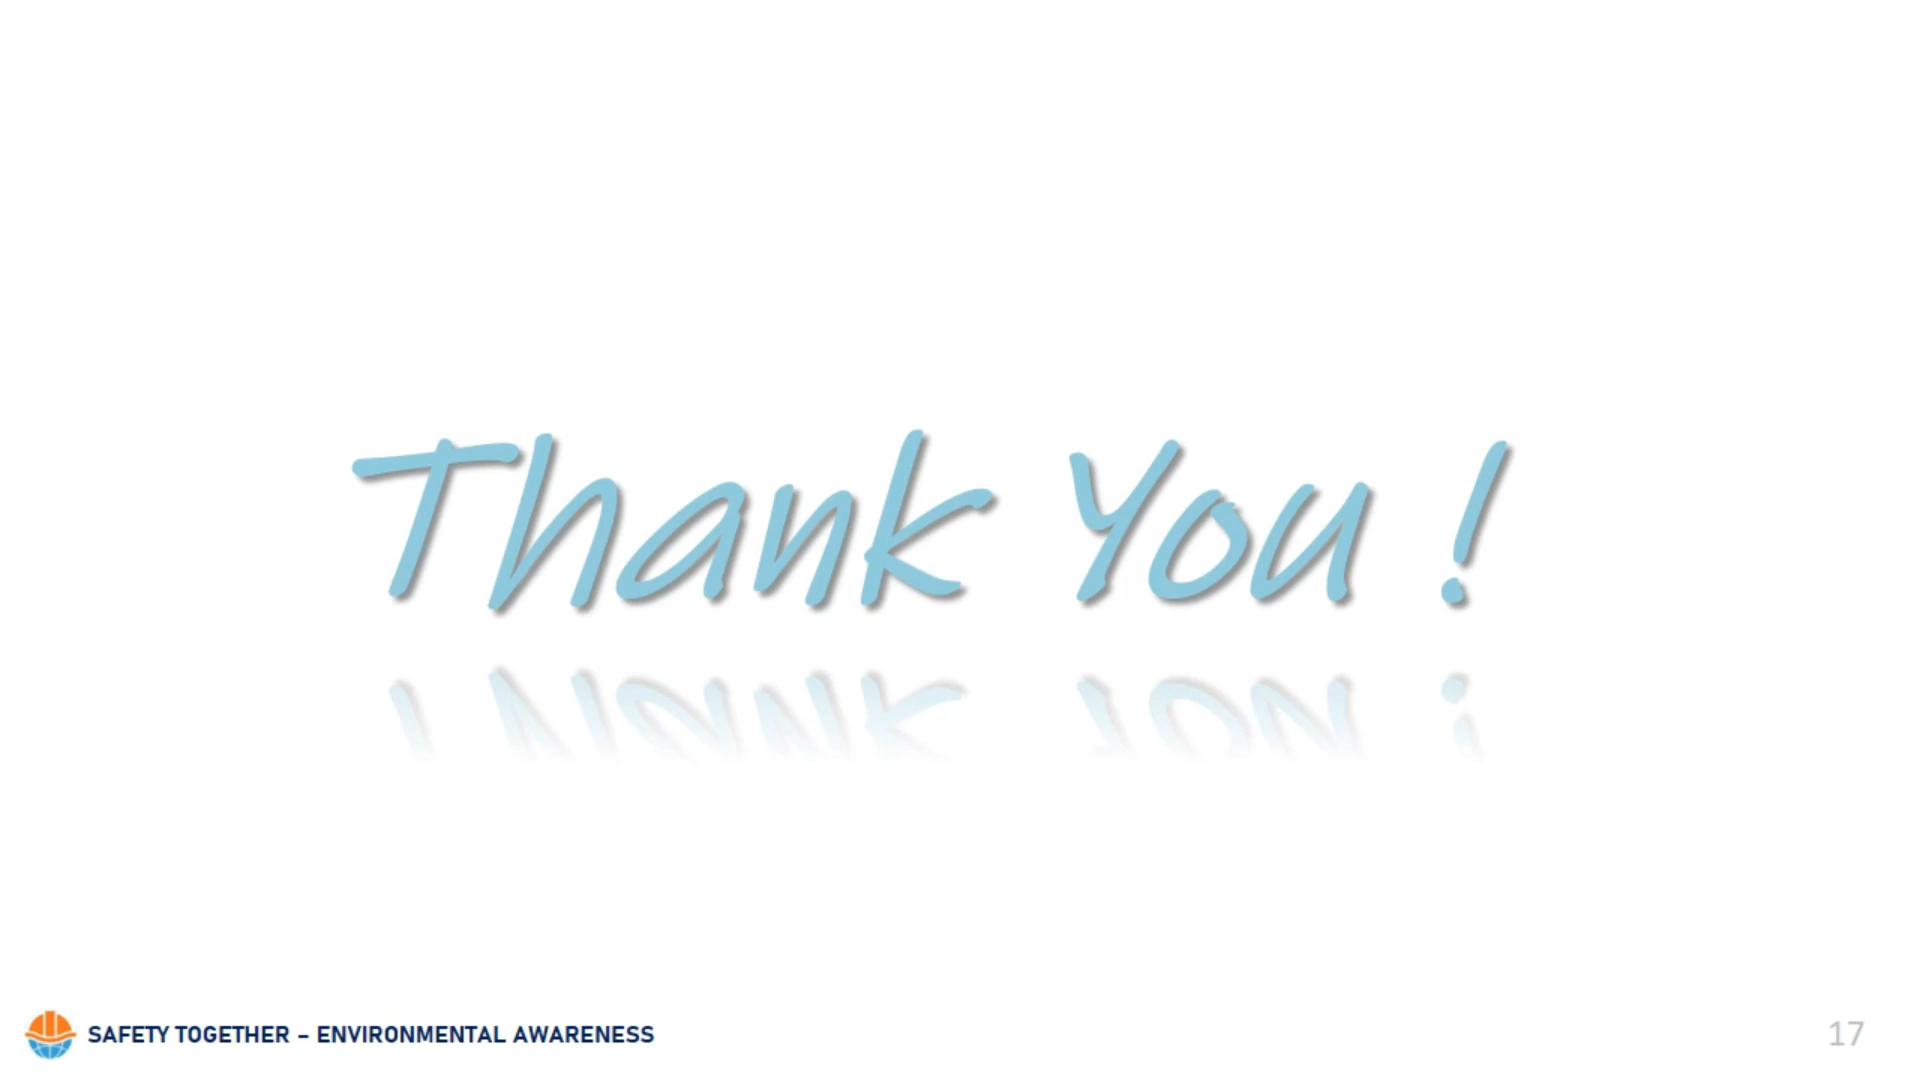 Thank You !
SAFETY TOGETHER – ENVIRONMENTAL AWARENESS
17